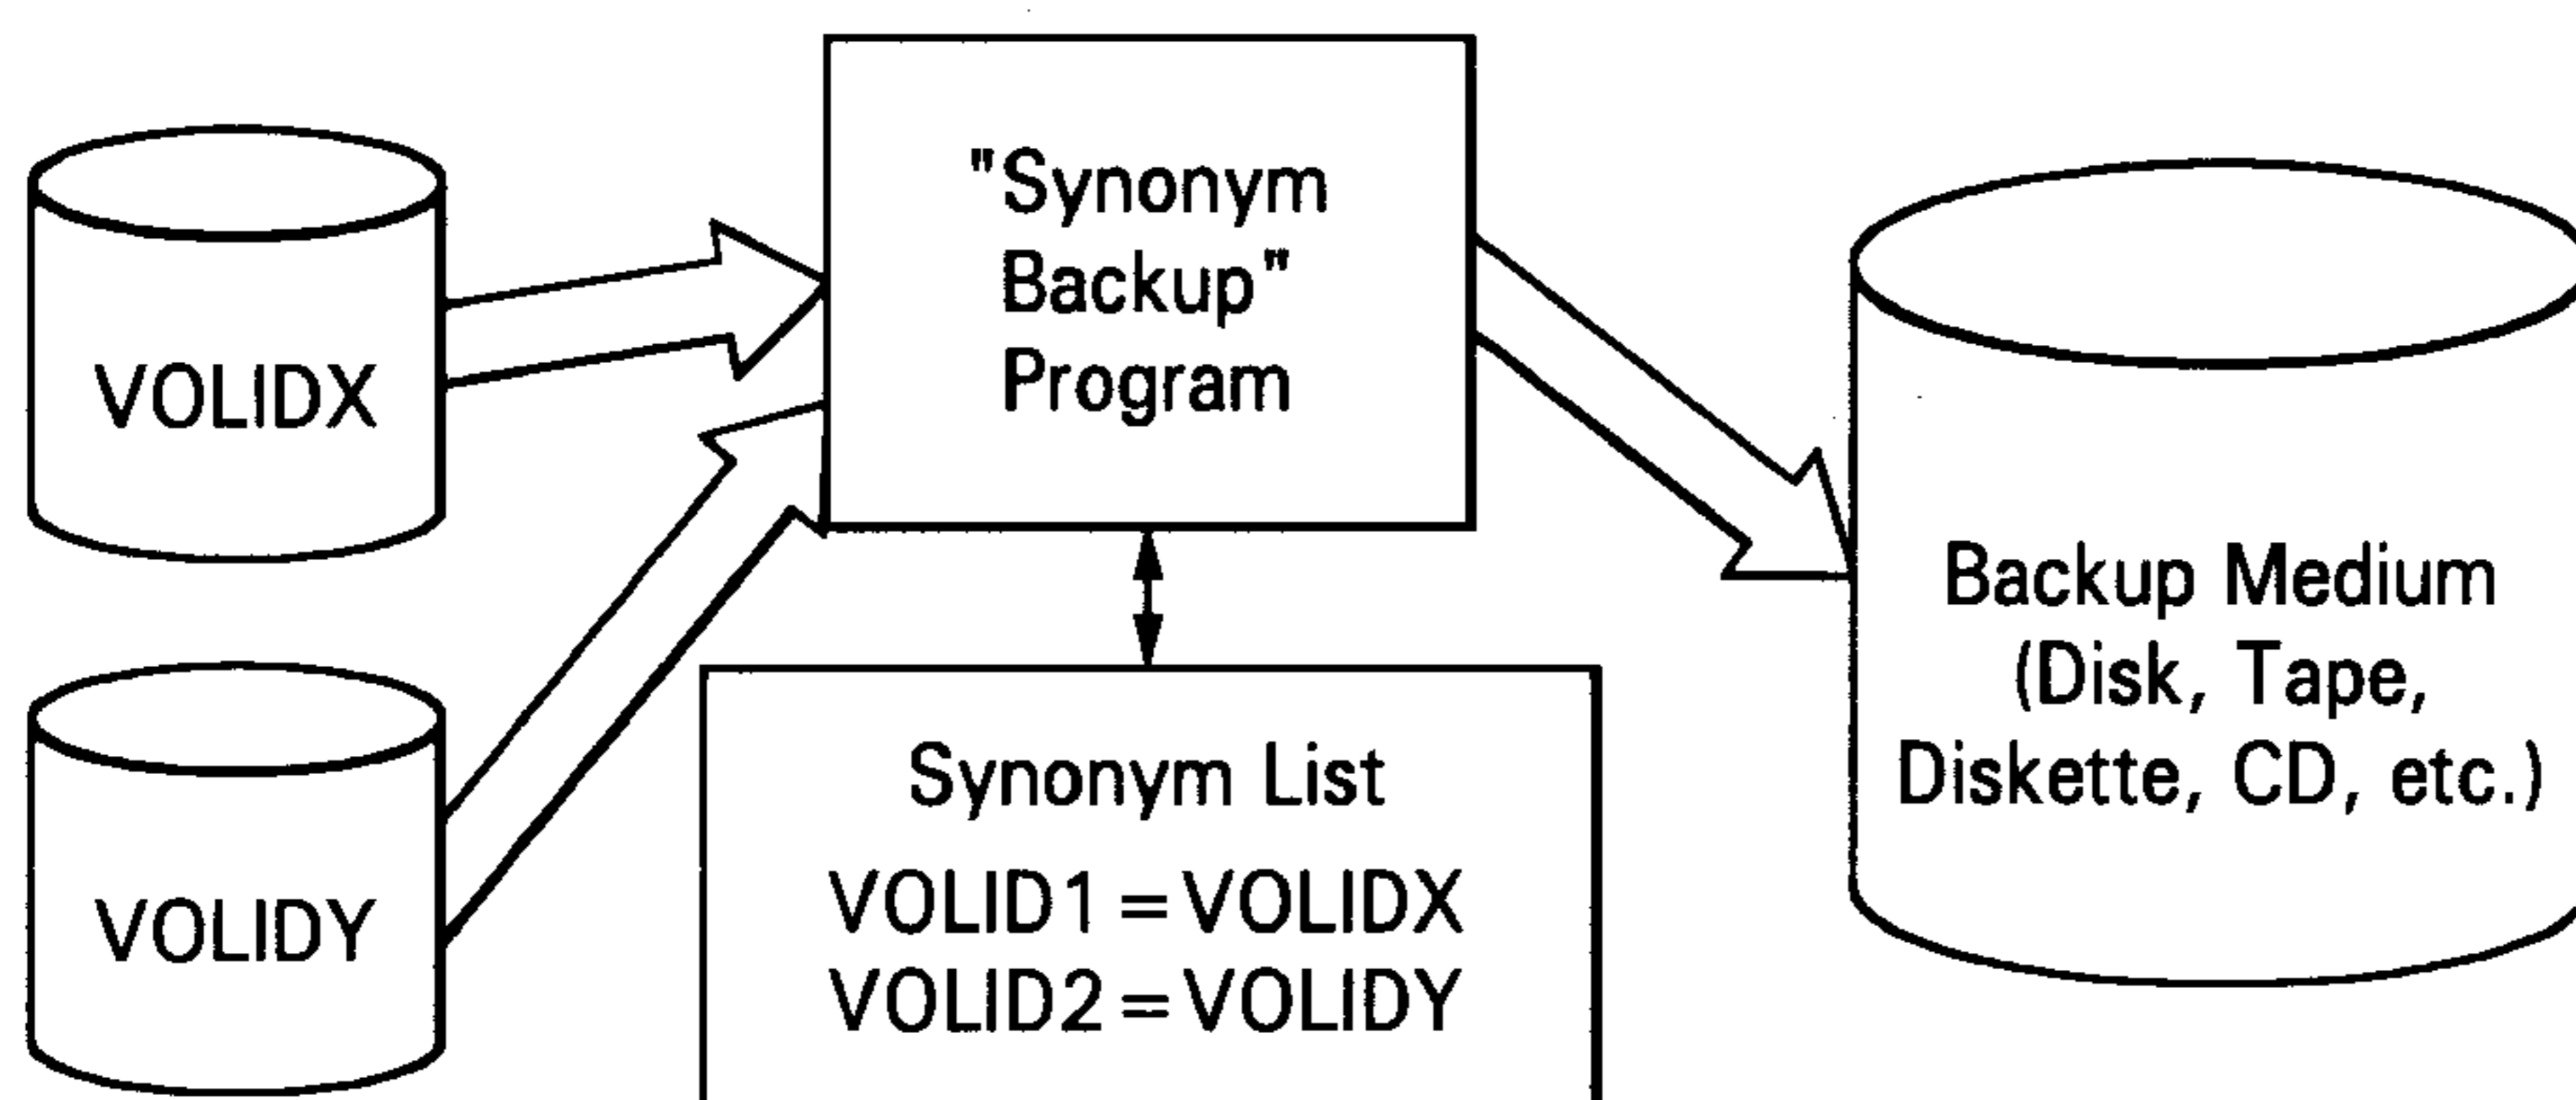 VOLIDX
"Synonym
Backup"
Program
VOLIDY
Synonym List
VOLID1=VOLIDX
VOLID2=VOLIDY
Backup Medium
(Disk, Tape,
Diskette, CD, etc.)